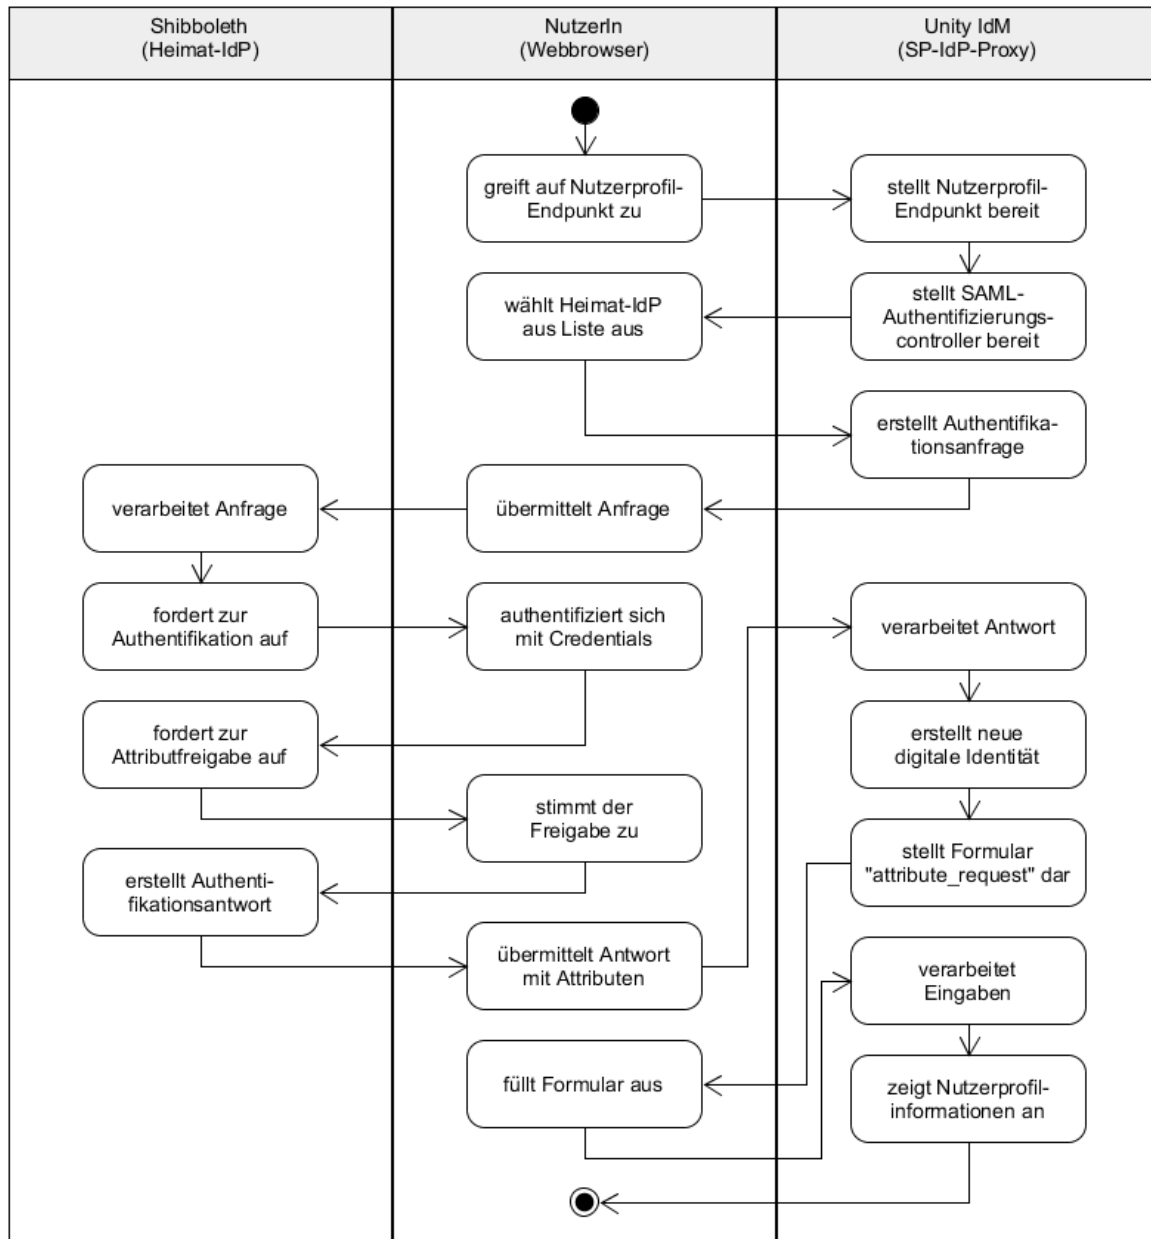 Shibboleth
(Heimat-IdP)
NutzerIn
(Webbrowser)
Unity IdM
(SP-IdP-Proxy)
greift auf Nutzerprofil-
Endpunkt zu
stellt Nutzerprofil-
Endpunkt bereit
wählt Heimat-IdP
aus Liste aus
stellt SAML-
Authentifizierungs-
controller bereit
erstellt Authentifika-
tionsanfrage
verarbeitet Anfrage
übermittelt Anfrage
fordert zur
Authentifikation auf
authentifiziert sich
mit Credentials
verarbeitet Antwort
fordert zur
Attributfreigabe auf
erstellt neue
digitale Identität
stimmt der
Freigabe zu
stellt Formular
"attribute_request" dar
erstellt Authenti-
fikationsantwort
übermittelt Antwort
mit Attributen
verarbeitet
Eingaben
füllt Formular aus
zeigt Nutzerprofil-
informationen an